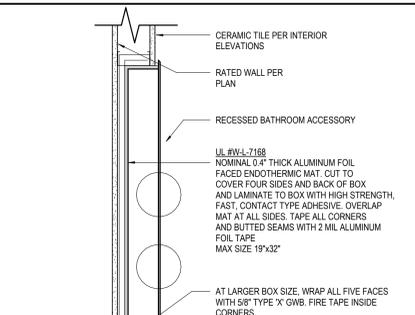 CERAMIC TILE PER INTERIOR
ELEVATIONS
RATED WALL PER
PLAN
RECESSED BATHROOM ACCESSORY
UL #W-L-7168
NOMINAL 0.4" THICK ALUMINUM FOIL
FACED ENDOTHERMIC MAT. CUT TO
COVER FOUR SIDES AND BACK OF BOX
AND LAMINATE TO BOX WITH HIGH STRENGTH,
FAST, CONTACT TYPE ADHESIVE. OVERLAP
MAT AT ALL SIDES. TAPE ALL CORNERS
AND BUTTED SEAMS WITH 2 MIL ALUMINUM
FOIL TAPE
MAX SIZE 19"x32"
AT LARGER BOX SIZE, WRAP ALL FIVE FACES
WITH 5/8" TYPE 'X' GWB. FIRE TAPE INSIDE
CORNERS